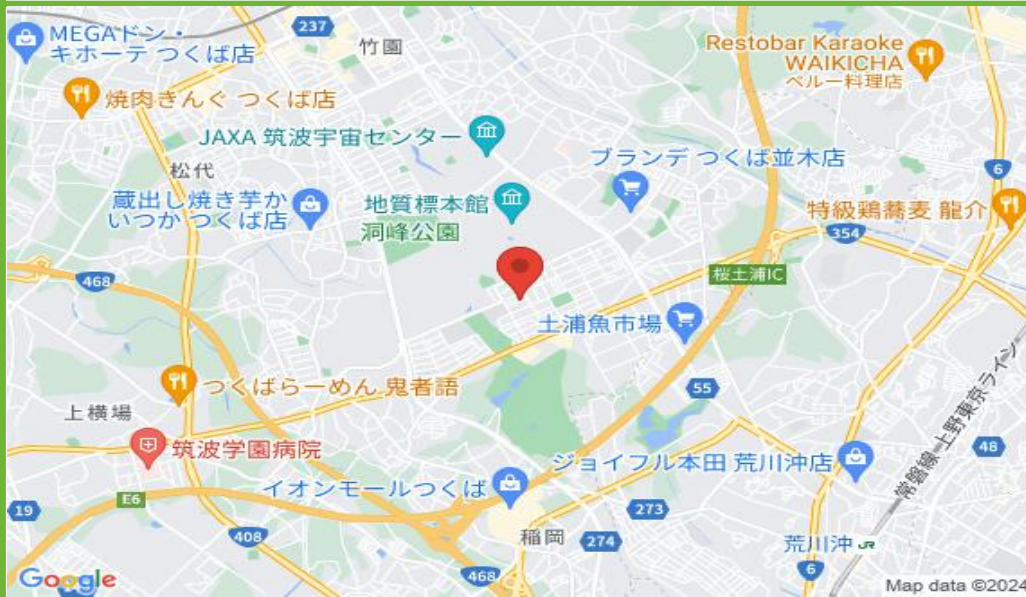 MEGAドン・
キホーテ つくば店
237
竹園
Restobar Karaoke
WAIKICHA
ペルー料理店
焼肉きんぐ つくば店
JAXA 筑波宇宙センター
松代
ブランデ つくば並木店
6
蔵出し焼き芋か
いつか つくば店
地質標本館
洞峰公園
特級鶏蕎麦 龍介
354
468
桜土浦IC
土浦魚市場
つくばらーめん 鬼者語
55
上横場
筑波学園病院
常磐線・上野東京ライン
48
ジョイフル本田 荒川沖店
イオンモールつくば
E6
19
273
408
稲岡
274
荒川沖 JR
6
468
Google
Map data ©2024